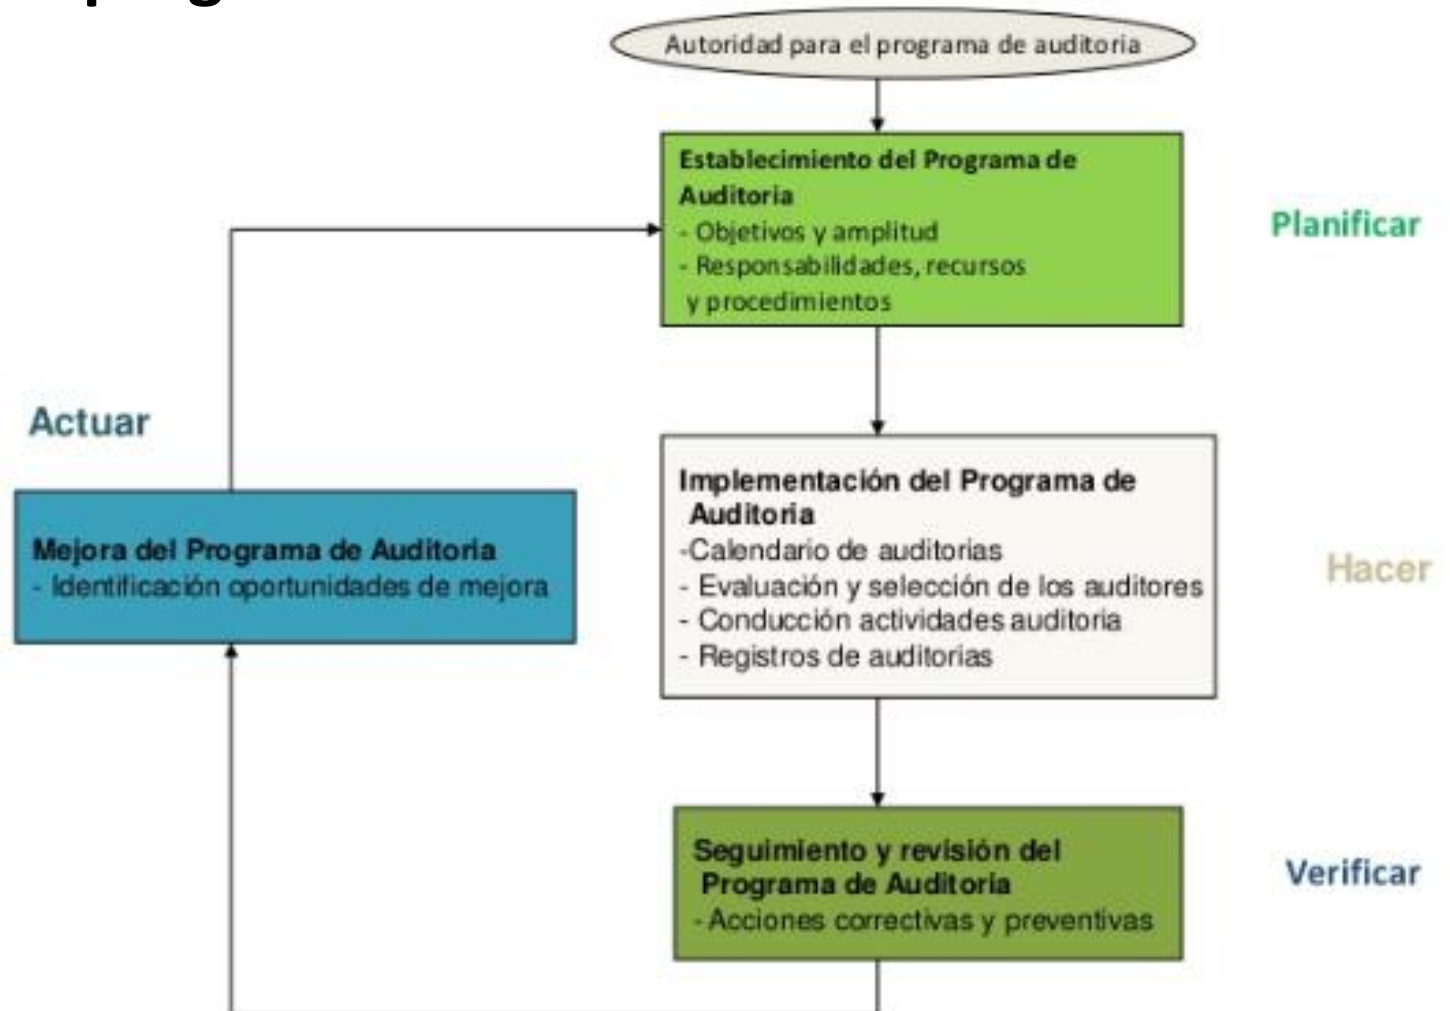 Autoridad para el programa de auditoria
Establecimiento del Programa de
Auditoria
- Objetivos y amplitud
- Responsabilidades, recursos
y procedimientos
Planificar
Actuar
Mejora del Programa de Auditoria
- Identificación oportunidades de mejora
Implementación del Programa de
Auditoria
-Calendario de auditorias
- Evaluación y selección de los auditores
- Conducción actividades auditoria
- Registros de auditorias
Hacer
Seguimiento y revisión del
Programa de Auditoria
- Acciones correctivas y preventivas
Verificar